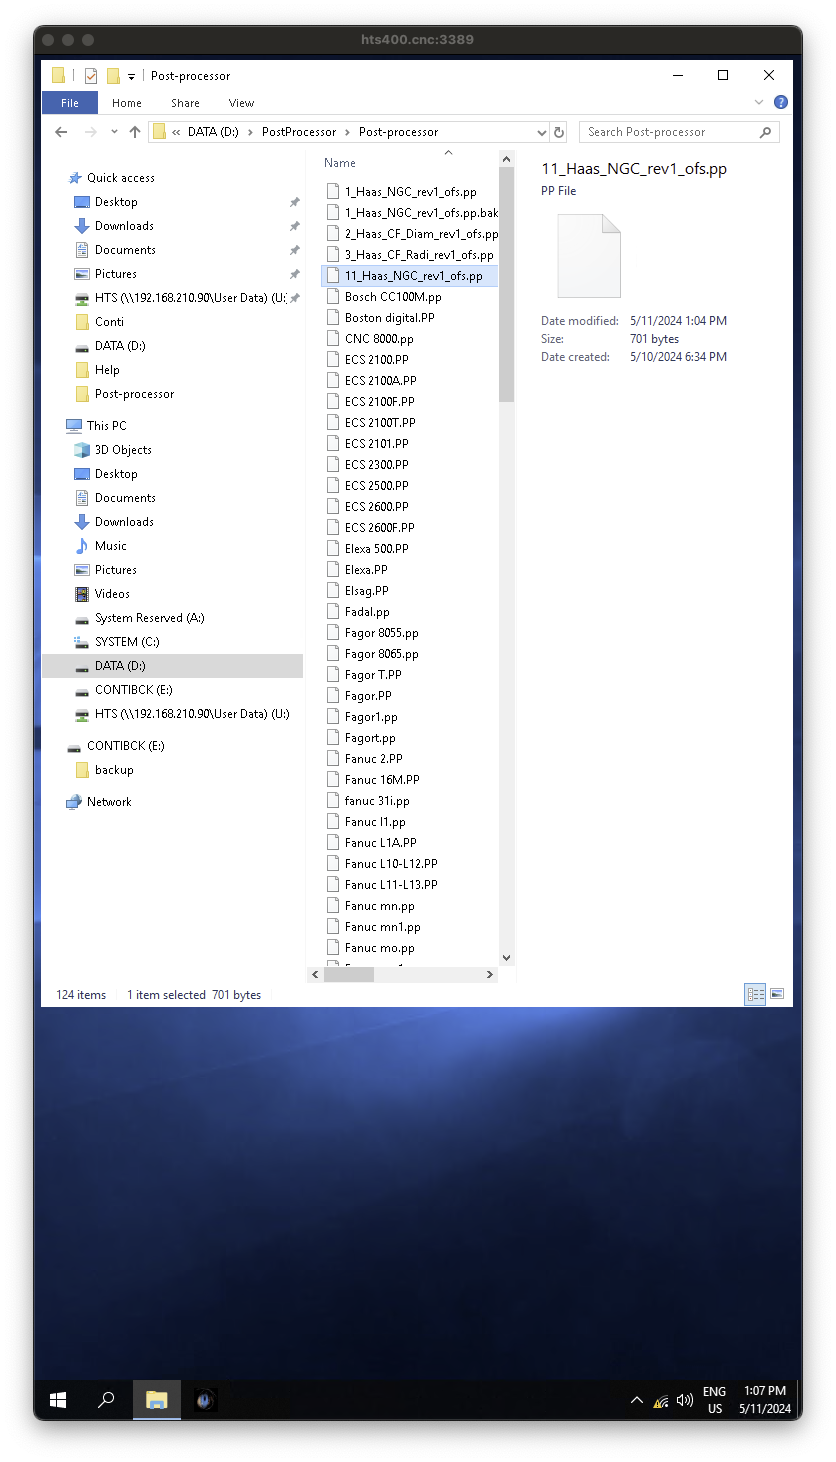 hts400.cnc:3389
Post-processor
File Home Share View
« DATA (D:) › PostProcessor › Post-processor
Search Post-processor
Quick access
Desktop
Downloads
Documents
Pictures
HTS (\\192.168.210.90\User Data) (U:
Conti
DATA (D:)
Help
Post-processor
This PC
3D Objects
Desktop
Documents
Downloads
Music
Pictures
Videos
System Reserved (A:)
SYSTEM (C:)
DATA (D:)
CONTIBCK (E:)
HTS (\\192.168.210.90\User Data) (U:)
CONTIBCK (E:)
backup
Network
Name
1_Haas_NGC_rev1_ofs.pp
1_Haas_NGC_rev1_ofs.pp.bak
2_Haas_CF_Diam_rev1_ofs.pp
3_Haas_CF_Radi_rev1_ofs.pp
11_Haas_NGC_rev1_ofs.pp
Bosch CC100M.pp
Boston digital.PP
CNC 8000.pp
ECS 2100.PP
ECS 2100A.PP
ECS 2100F.PP
ECS 2100T.PP
ECS 2101.PP
ECS 2300.PP
ECS 2500.PP
ECS 2600.PP
ECS 2600F.PP
Elexa 500.PP
Elexa.PP
Elsag.PP
Fadal.pp
Fagor 8055.pp
Fagor 8065.pp
Fagor T.PP
Fagor.PP
Fagor1.pp
Fagort.pp
Fanuc 2.PP
Fanuc 16M.PP
fanuc 31i.pp
Fanuc l1.pp
Fanuc L1A.PP
Fanuc L10-L12.PP
Fanuc L11-L13.PP
Fanuc mn.pp
Fanuc mn1.pp
Fanuc mo.pp
11_Haas_NGC_rev1_ofs.pp
PP File
Date modified: 5/11/2024 1:04 PM
Size: 701 bytes
Date created: 5/10/2024 6:34 PM
124 items 1 item selected 701 bytes
ENG
US
1:07 PM
5/11/2024